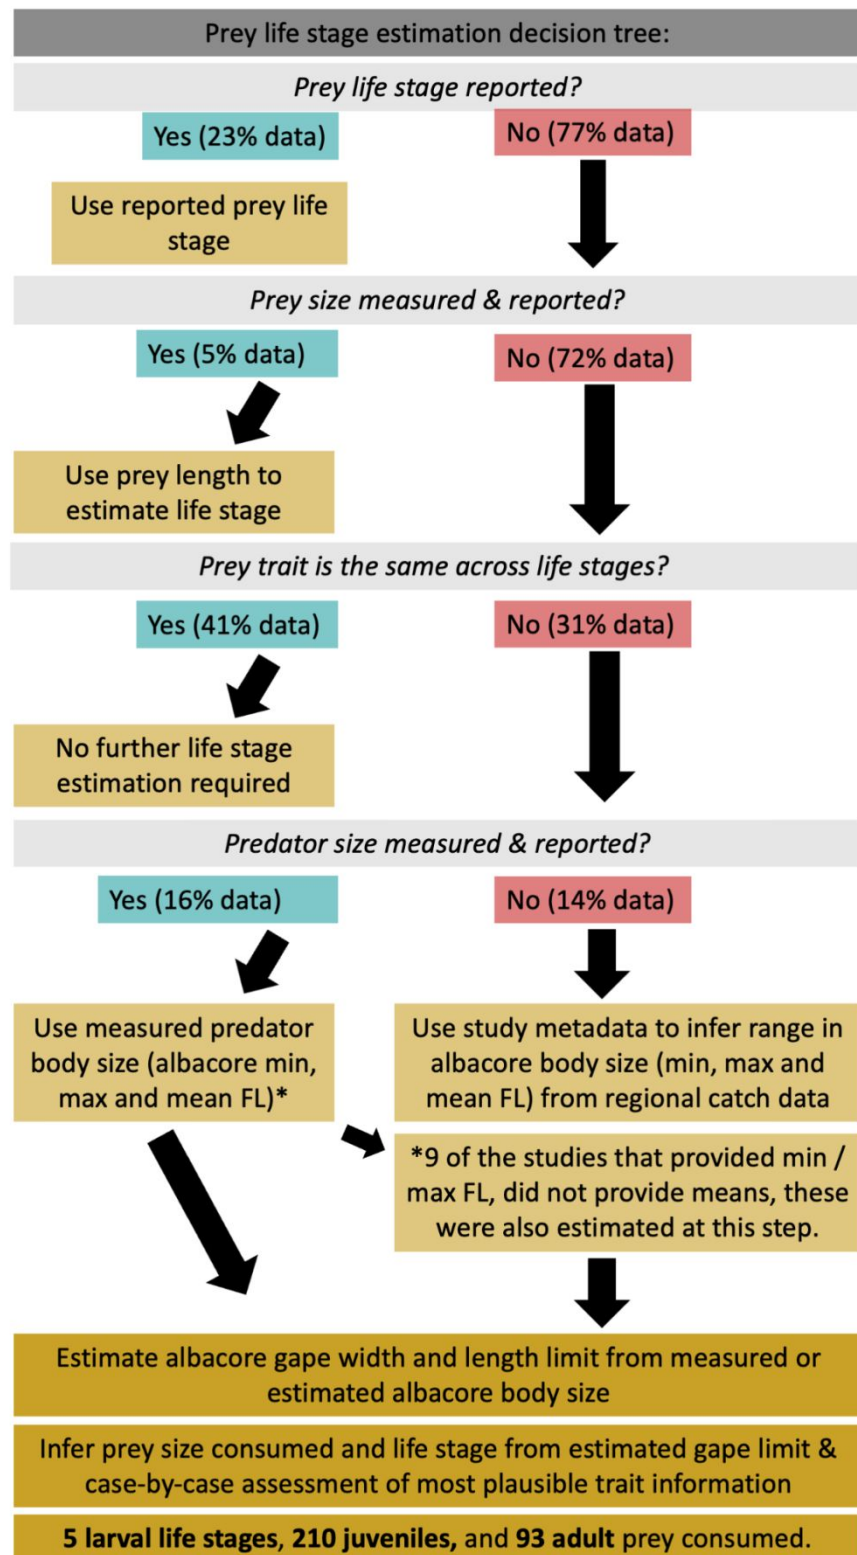 Prey life stage estimation decision tree:
Prey life stage reported?
Yes (23% data)
No (77% data)
Use reported prey life
stage
Prey size measured & reported?
Yes (5% data)
No (72% data)
Use prey length to
estimate life stage
Prey trait is the same across life stages?
Yes (41% data)
No (31% data)
No further life stage
estimation required
Predator size measured & reported?
Yes (16% data)
No (14% data)
Use measured predator
body size (albacore min,
max and mean FL)*
Use study metadata to infer range in
albacore body size (min, max and
mean FL) from regional catch data
*9 of the studies that provided min /
max FL, did not provide means, these
were also estimated at this step.
Estimate albacore gape width and length limit from measured or
estimated albacore body size
Infer prey size consumed and life stage from estimated gape limit &
case-by-case assessment of most plausible trait information
5 larval life stages, 210 juveniles, and 93 adult prey consumed.